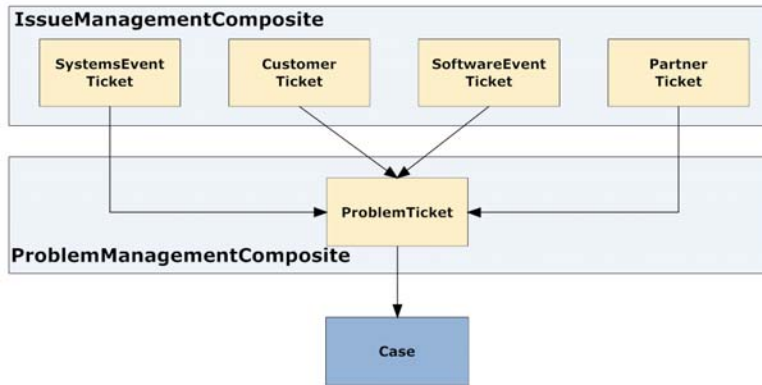 IssueManagementComposite
SystemsEvent
Ticket
Customer
Ticket
SoftwareEvent
Ticket
Partner
Ticket
ProblemTicket
ProblemManagementComposite
Case